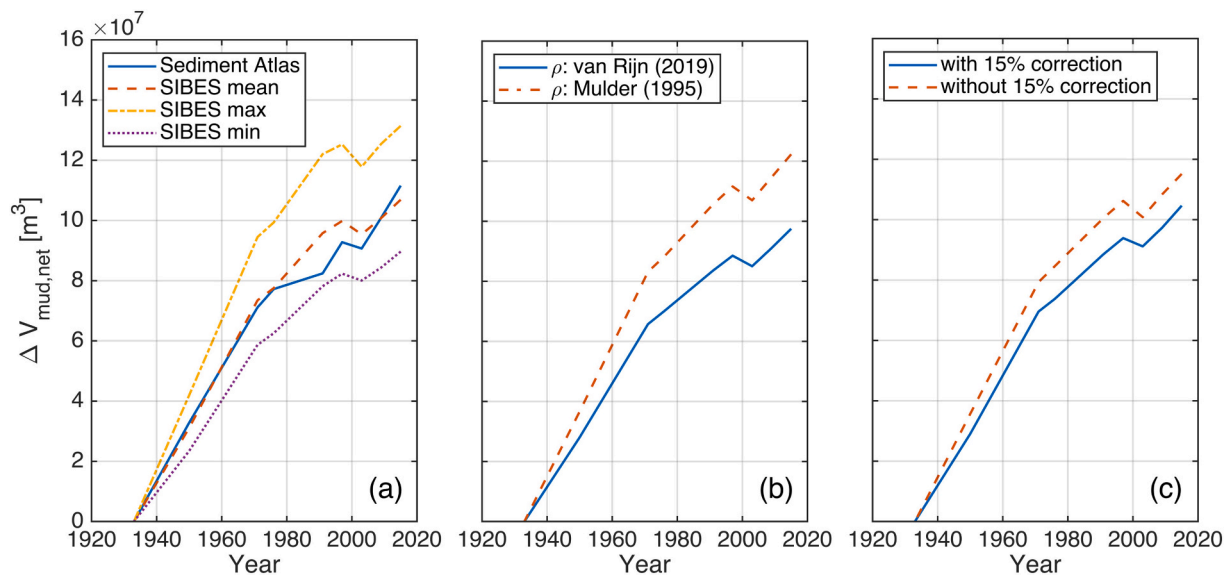 ×10⁷
16
14
12
10
8
6
4
2
0
Δ V_mud,net [m³]
Sediment Atlas
SIBES mean
SIBES max
SIBES min
(a)
1920 1940 1960 1980 2000 2020
Year
ρ: van Rijn (2019)
ρ: Mulder (1995)
(b)
1920 1940 1960 1980 2000 2020
Year
with 15% correction
without 15% correction
(c)
1920 1940 1960 1980 2000 2020
Year